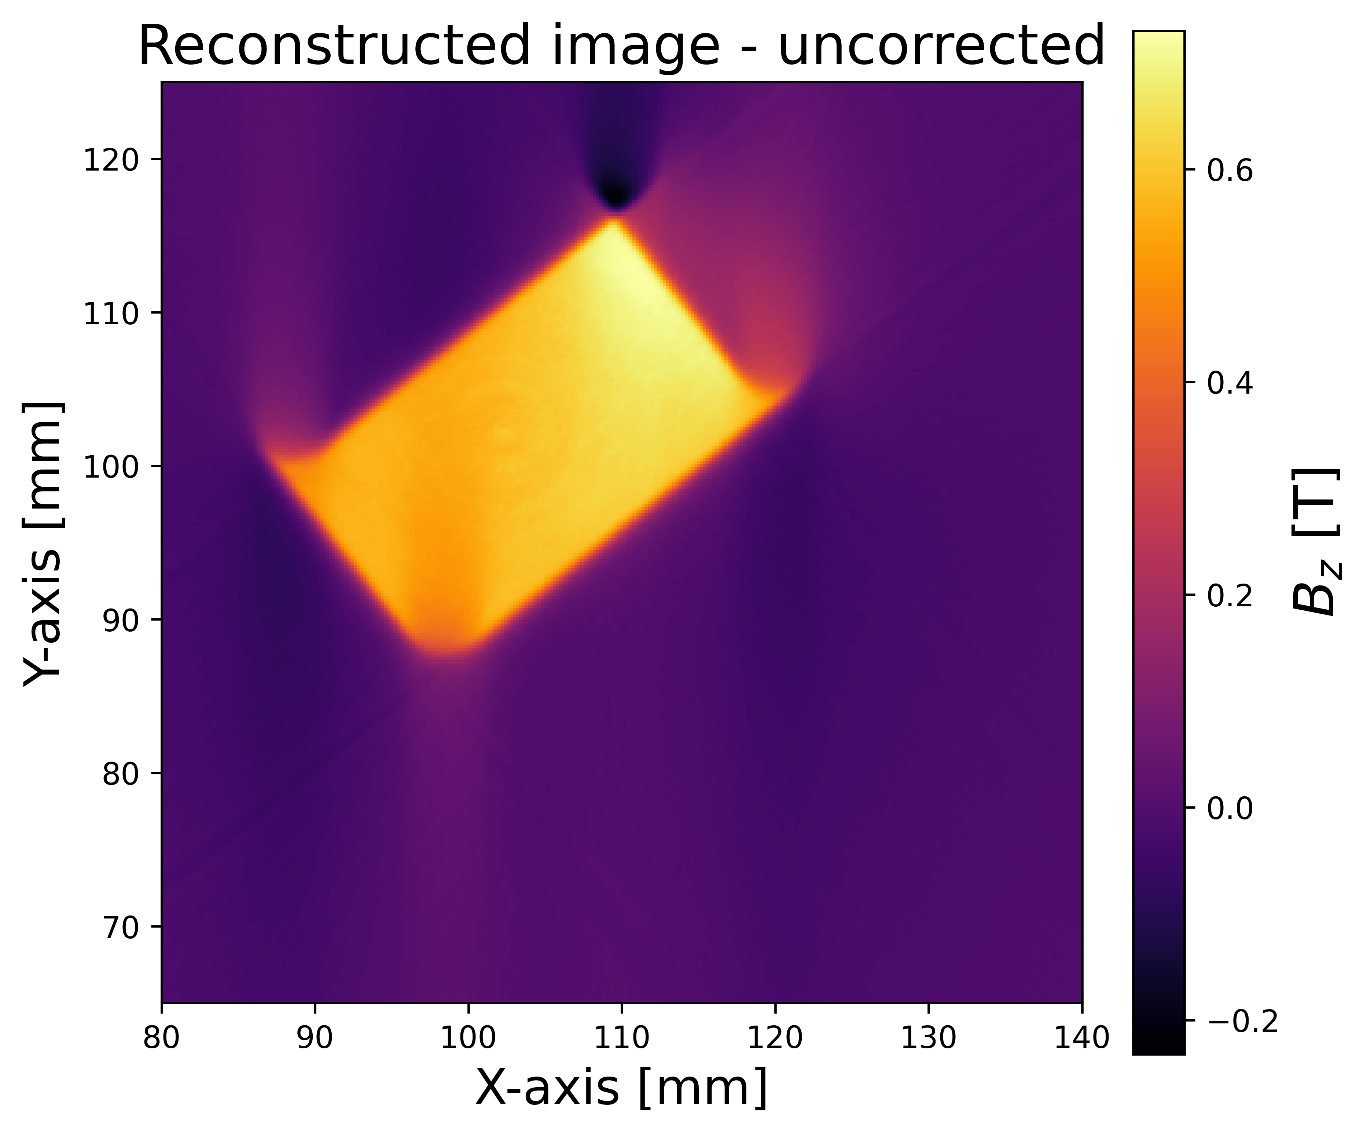 Reconstructed image - uncorrected
120
110
100
90
80
70
Y-axis [mm]
80 90 100 110 120 130 140
X-axis [mm]
0.6
0.4
0.2
0.0
−0.2
B_z [T]